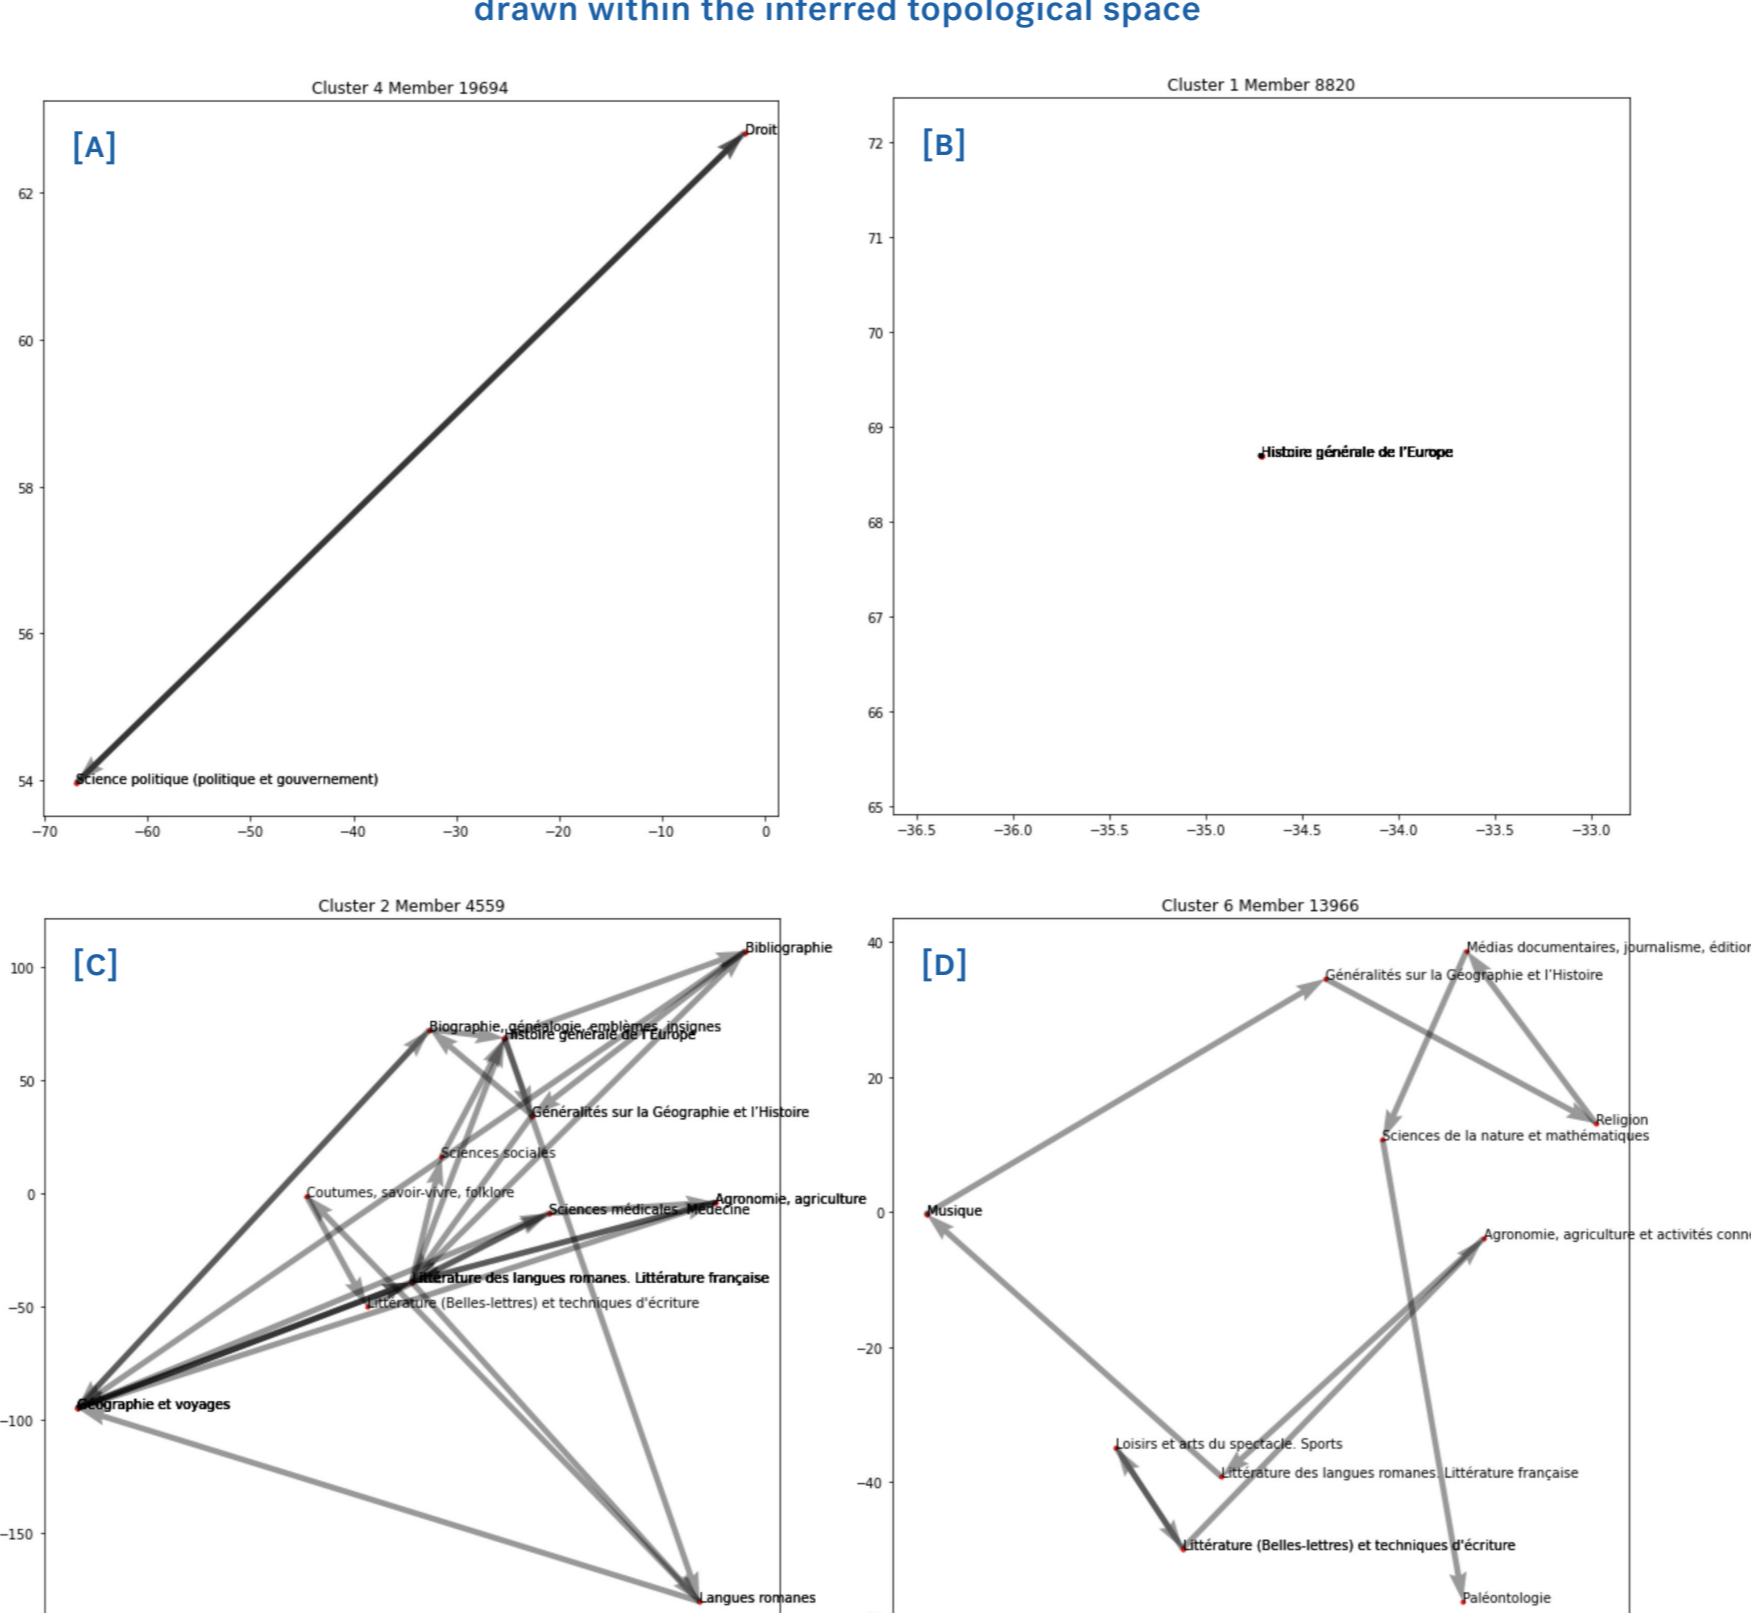 drawn within the inferred topological space
Cluster 4 Member 19694
[A]
Droit
62
60
58
56
54
Science politique (politique et gouvernement)
−70 −60 −50 −40 −30 −20 −10 0
Cluster 1 Member 8820
[B]
72
71
70
69
68
67
66
65
Histoire générale de l’Europe
−36.5 −36.0 −35.5 −35.0 −34.5 −34.0 −33.5 −33.0
Cluster 2 Member 4559
[C]
100
50
0
−50
−100
−150
Bibliographie
Biographie, généalogie, emblèmes, insignes
Histoire générale de l’Europe
Généralités sur la Géographie et l’Histoire
Sciences sociales
Coutumes, savoir-vivre, folklore
Agronomie, agriculture
Sciences médicales. Médecine
Littérature des langues romanes. Littérature française
Littérature (Belles-lettres) et techniques d'écriture
Géographie et voyages
Langues romanes
Cluster 6 Member 13966
[D]
40
20
0
−20
−40
Médias documentaires, journalisme, édition
Généralités sur la Géographie et l’Histoire
Religion
Sciences de la nature et mathématiques
Musique
Agronomie, agriculture et activités
Loisirs et arts du spectacle. Sports
Littérature des langues romanes. Littérature française
Littérature (Belles-lettres) et techniques d'écriture
Paléontologie